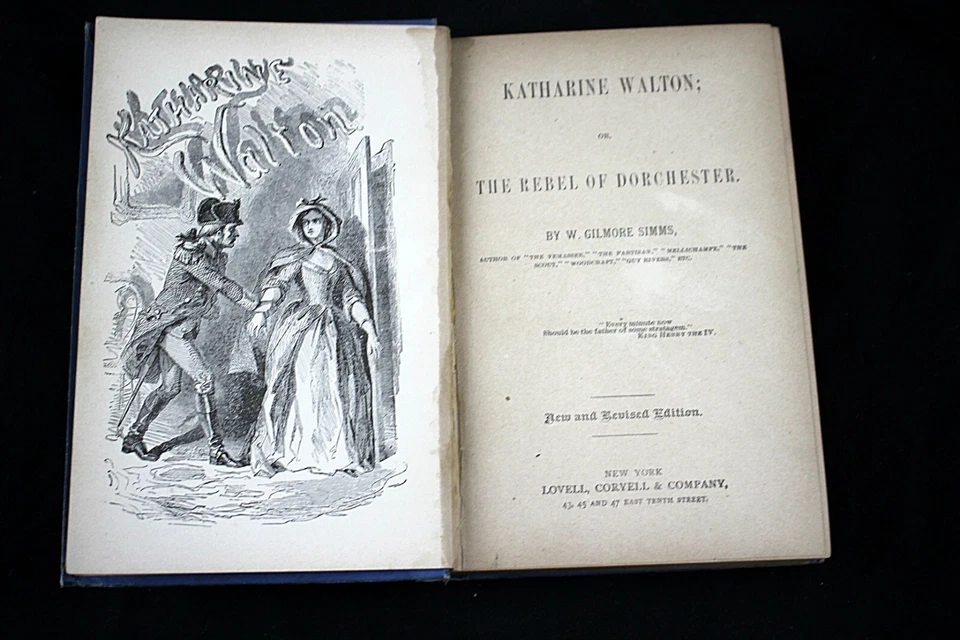 KATHARINE
Walton
KATHARINE WALTON;
OR,
THE REBEL OF DORCHESTER.
BY W. GILMORE SIMMS,
AUTHOR OF "THE YEMASSEE," "THE PARTISAN," "MELLICHAMPE," "THE
SCOUT," "WOODCRAFT," "GUY RIVERS," ETC.
"Every minute now
Should be the father of some stratagem."
KING HENRY THE IV.
New and Revised Edition.
NEW YORK
LOVELL, CORYELL & COMPANY,
43, 45 AND 47 EAST TENTH STREET.